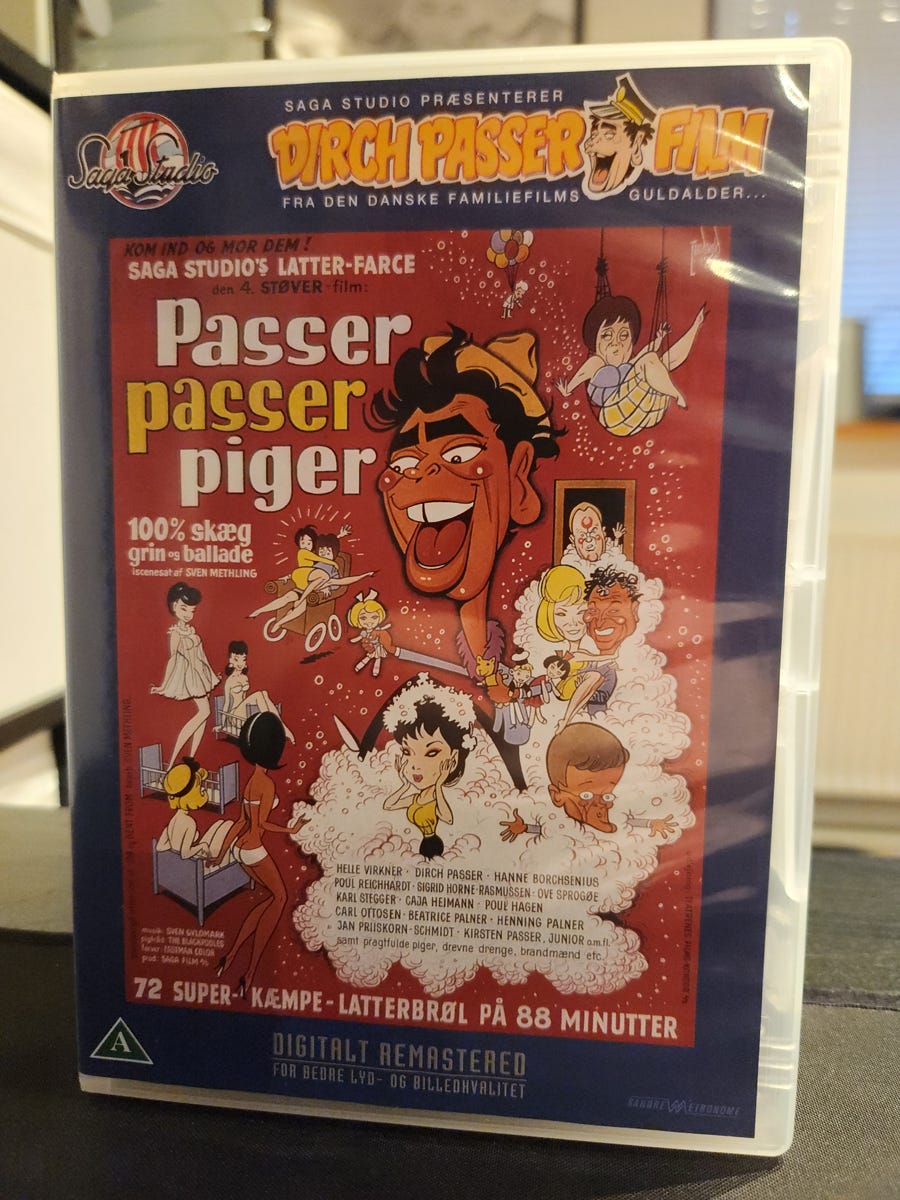 Saga Studio
SAGA STUDIO PRÆSENTERER
DIRCH PASSER FILM
FRA DEN DANSKE FAMILIEFILMS GULDALDER...
KOM IND OG MOR DEM!
SAGA STUDIO'S LATTER-FARCE
den 4. STØVER-film:
Passer
passer
piger
100% skæg
grin og ballade
iscenesat af SVEN METHLING
HELLE VIRKNER · DIRCH PASSER · HANNE BORCHSENIUS
POUL REICHHARDT · SIGRID HORNE-RASMUSSEN · OVE SPROGØE
KARL STEGGER · CAJA HEIMANN · POUL HAGEN
CARL OTTOSEN · BEATRICE PALNER · HENNING PALNER
JAN PRIISKORN-SCHMIDT · KIRSTEN PASSER, JUNIOR o.m.fl.
samt pragtfulde piger, drevne drenge, brandmænd etc.
musik: SVEN GYLDMARK
pigtråd: THE BLACKPOOLES
farver: EASTMAN COLOR
prod: SAGA FILM A/S
72 SUPER-KÆMPE-LATTERBRØL PÅ 88 MINUTTER
A
DIGITALT REMASTERED
FOR BEDRE LYD- OG BILLEDKVALITET
SANDREW METRONOME